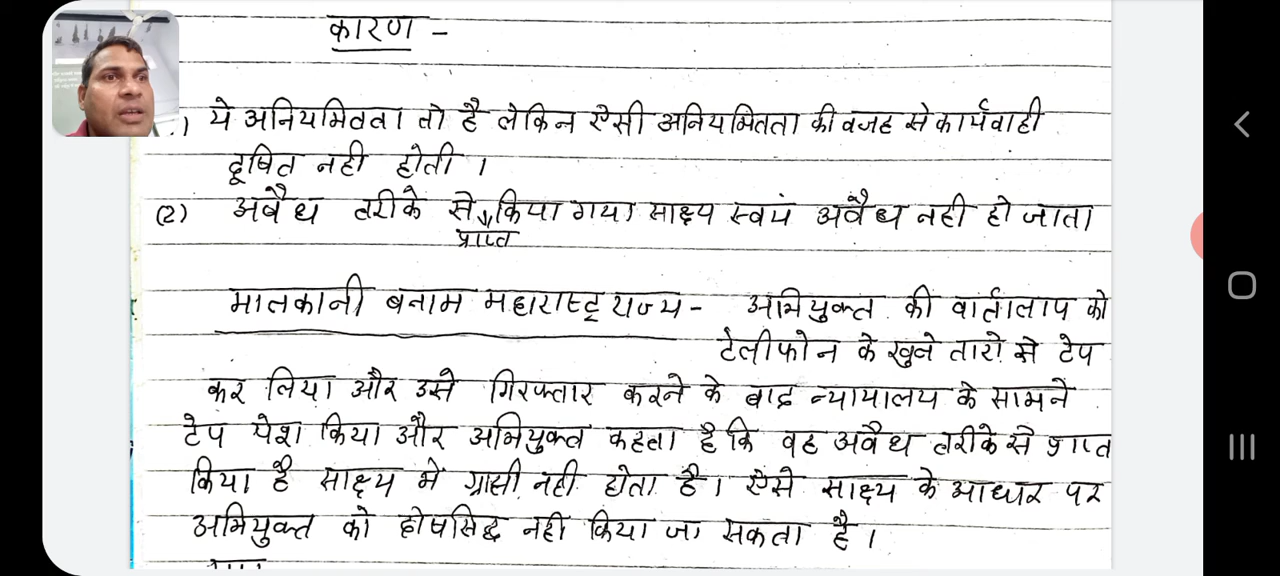 कारण -
) ये अनियमितता तो है लेकिन ऐसी अनियमितता की वजह से कार्यवाही
दूषित नही होती ।
(2) अवैध तरीके से किया गया साक्ष्य स्वयं अवैध नही हो जाता
प्राप्त
मालकानी बनाम महाराष्ट्र राज्य - अभियुक्त की वार्तालाप को
टेलीफोन के खुले तारो से टेप
कर लिया और उसे गिरफ्तार करने के बाद न्यायालय के सामने
टेप पेश किया और अभियुक्त कहता है कि वह अवैध तरीके से प्राप्त
किया है साक्ष्य में ग्रासी नही होता है। ऐसे साक्ष्य के आधार पर
अभियुक्त को दोषसिद्ध नही किया जा सकता है ।